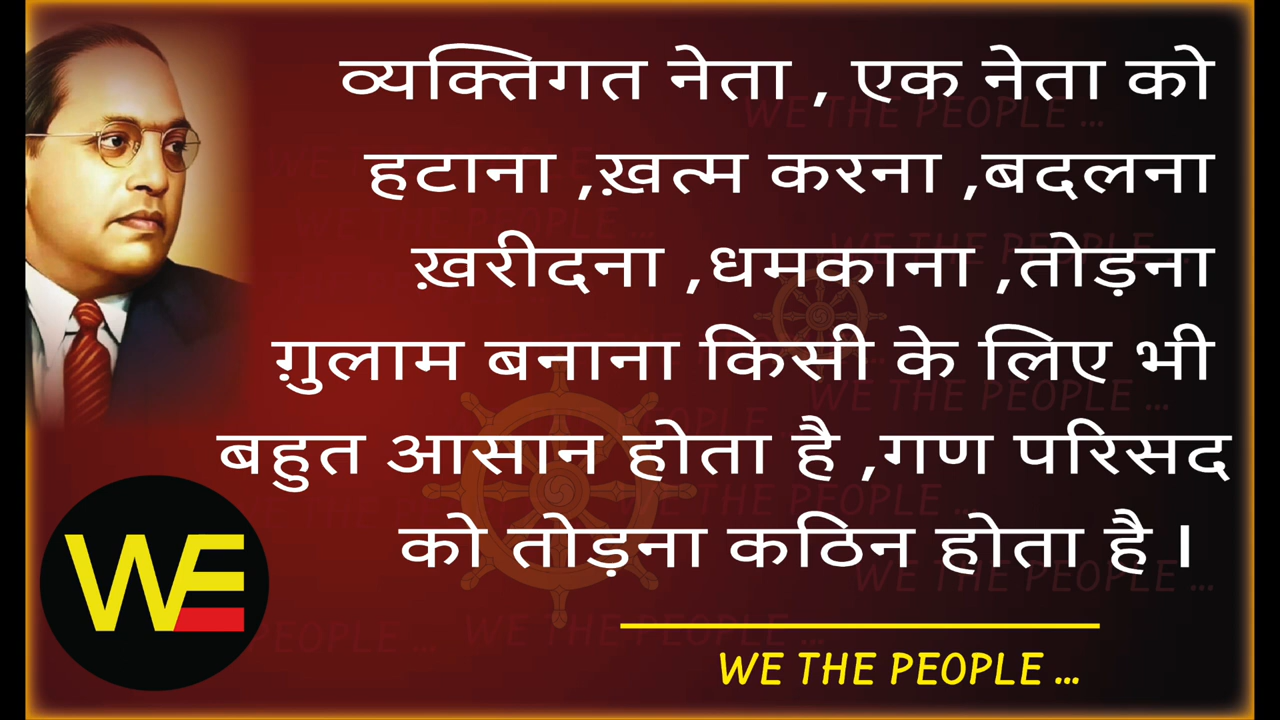 व्यक्तिगत नेता , एक नेता को
हटाना ,ख़त्म करना ,बदलना
ख़रीदना ,धमकाना ,तोड़ना
ग़ुलाम बनाना किसी के लिए भी
बहुत आसान होता है ,गण परिसद
को तोड़ना कठिन होता है ।
WE
WE THE PEOPLE ...